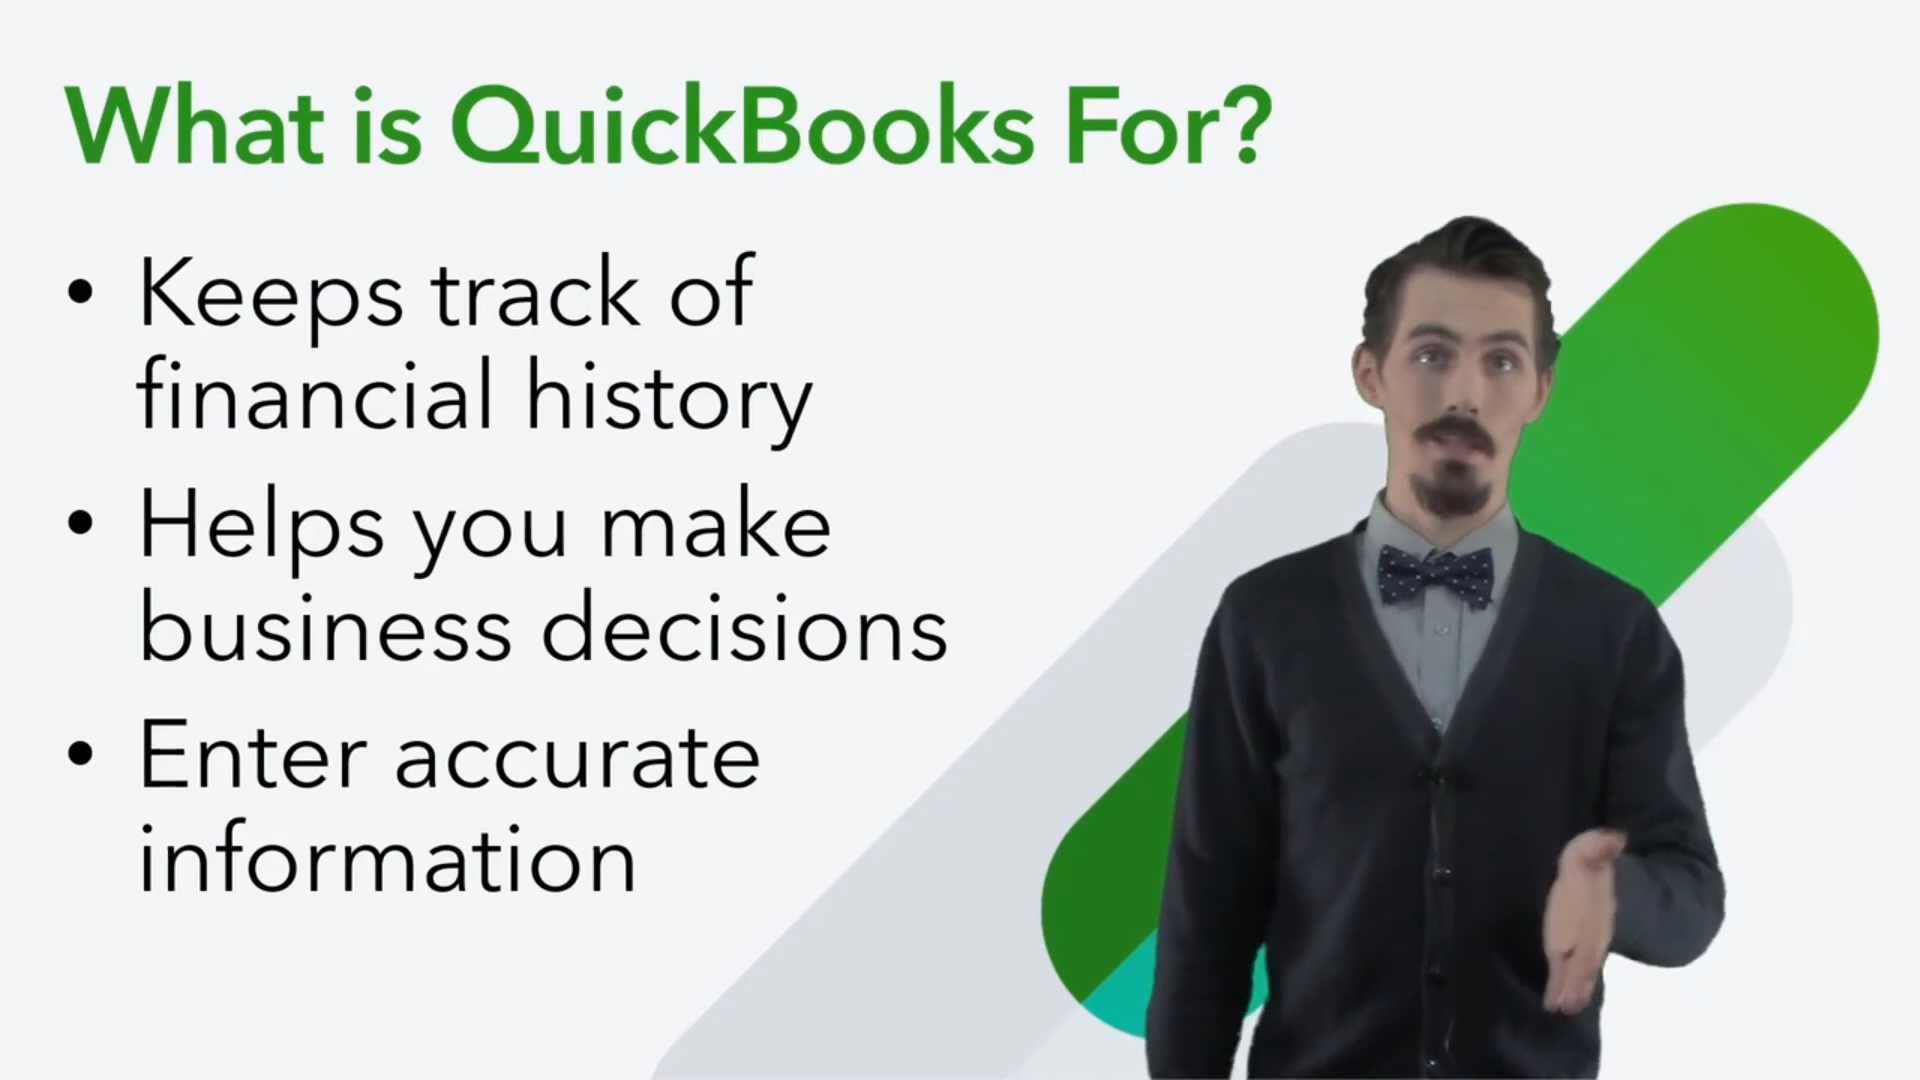 What is QuickBooks For?
• Keeps track of
financial history
• Helps you make
business decisions
• Enter accurate
information